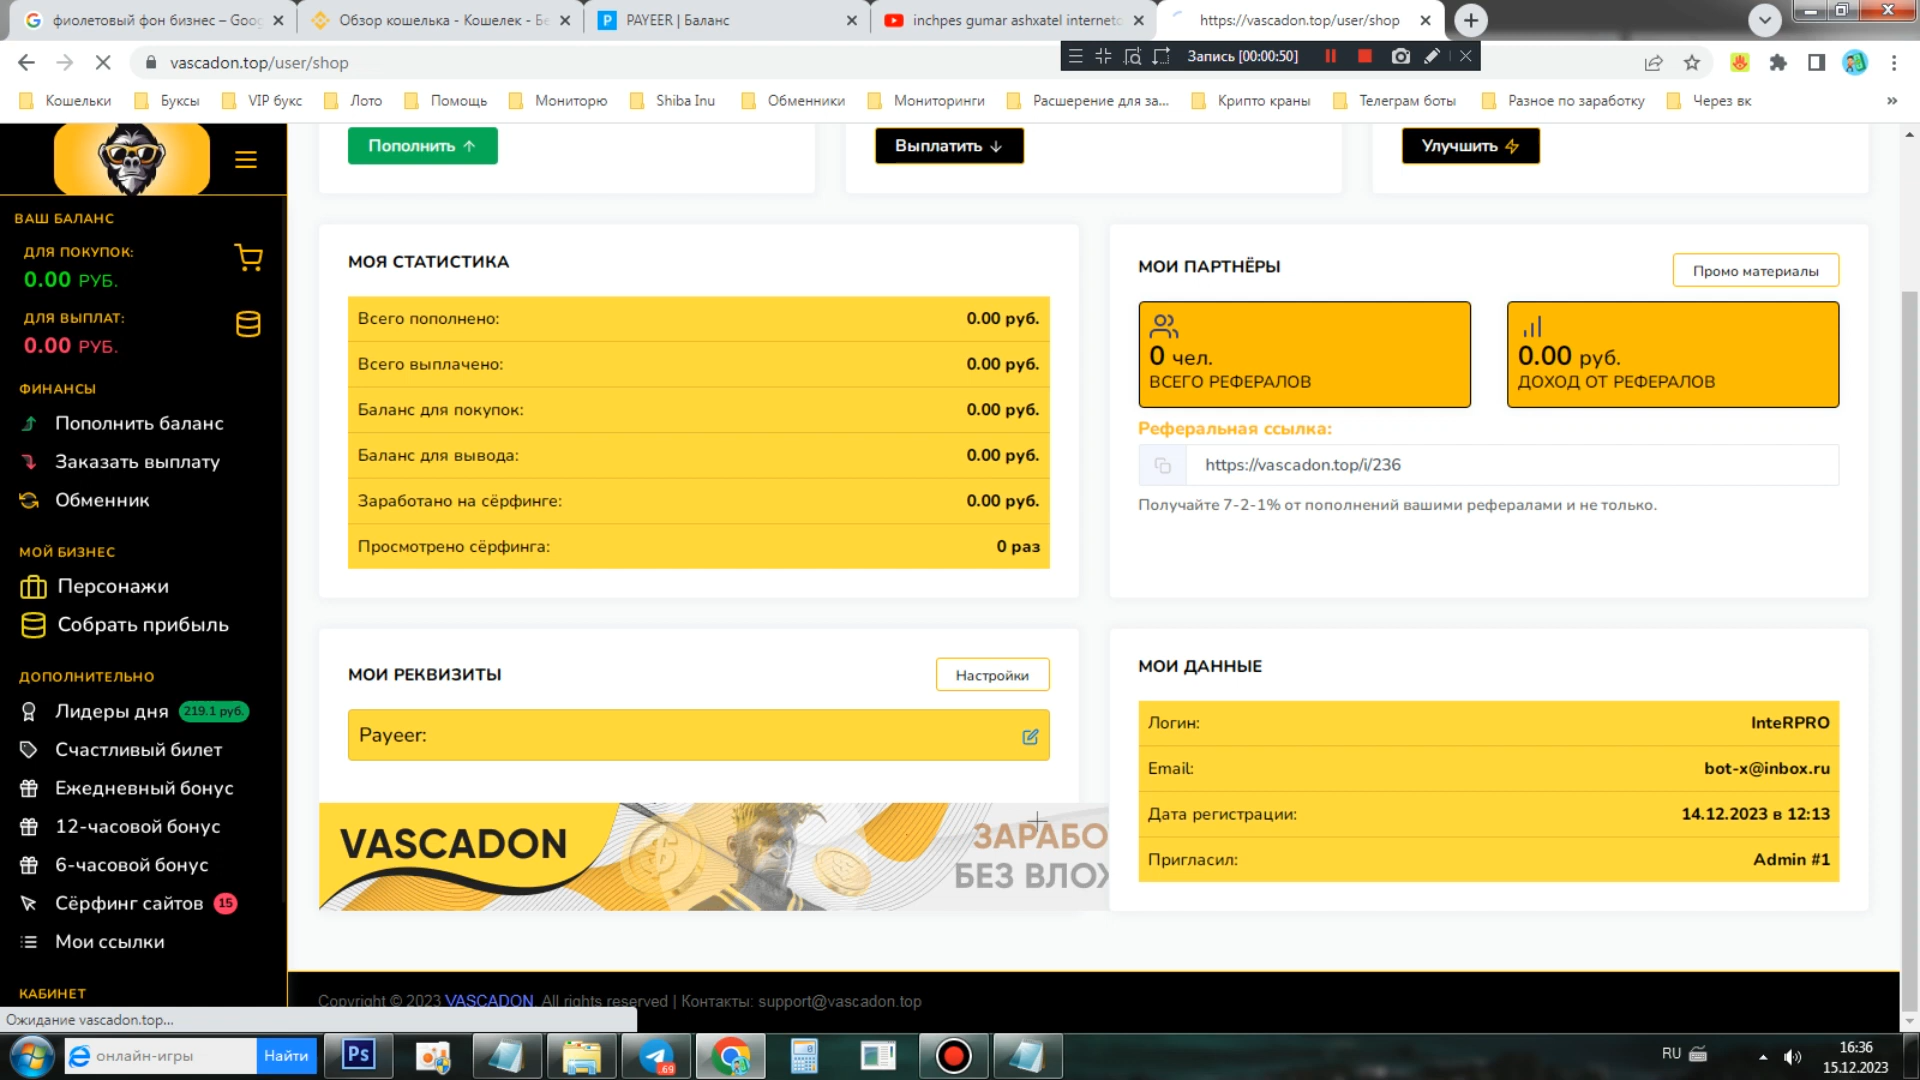 фиолетовый фон бизнес – Goo
Обзор кошелька - Кошелек - Би
PAYEER | Баланс
inchpes gumar ashxatel interneto
https://vascadon.top/user/shop
vascadon.top/user/shop
Запись [00:00:50]
Кошельки
Буксы
VIP букс
Лото
Помощь
Мониторю
Shiba Inu
Обменники
Мониторинги
Расшерение для за...
Крипто краны
Телеграм боты
Разное по заработку
Через вк
»
Пополнить ↑
Выплатить ↓
Улучшить
ВАШ БАЛАНС
ДЛЯ ПОКУПОК:
0.00 РУБ.
ДЛЯ ВЫПЛАТ:
0.00 РУБ.
ФИНАНСЫ
Пополнить баланс
Заказать выплату
Обменник
МОЙ БИЗНЕС
Персонажи
Собрать прибыль
ДОПОЛНИТЕЛЬНО
Лидеры дня 219.1 руб.
Счастливый билет
Ежедневный бонус
12-часовой бонус
6-часовой бонус
Сёрфинг сайтов 15
Мои ссылки
КАБИНЕТ
МОЯ СТАТИСТИКА
Всего пополнено: 0.00 руб.
Всего выплачено: 0.00 руб.
Баланс для покупок: 0.00 руб.
Баланс для вывода: 0.00 руб.
Заработано на сёрфинге: 0.00 руб.
Просмотрено сёрфинга: 0 раз
МОИ ПАРТНЁРЫ
Промо материалы
0 чел.
ВСЕГО РЕФЕРАЛОВ
0.00 руб.
ДОХОД ОТ РЕФЕРАЛОВ
Реферальная ссылка:
https://vascadon.top/i/236
Получайте 7-2-1% от пополнений вашими рефералами и не только.
МОИ РЕКВИЗИТЫ
Настройки
Payeer:
VASCADON
ЗАРАБО
БЕЗ ВЛОХ
МОИ ДАННЫЕ
Логин: InteRPRO
Email: bot-x@inbox.ru
Дата регистрации: 14.12.2023 в 12:13
Пригласил: Admin #1
Copyright © 2023 VASCADON. All rights reserved | Контакты: support@vascadon.top
Ожидание vascadon.top...
онлайн-игры
Найти
Ps
69
RU
16:36
15.12.2023